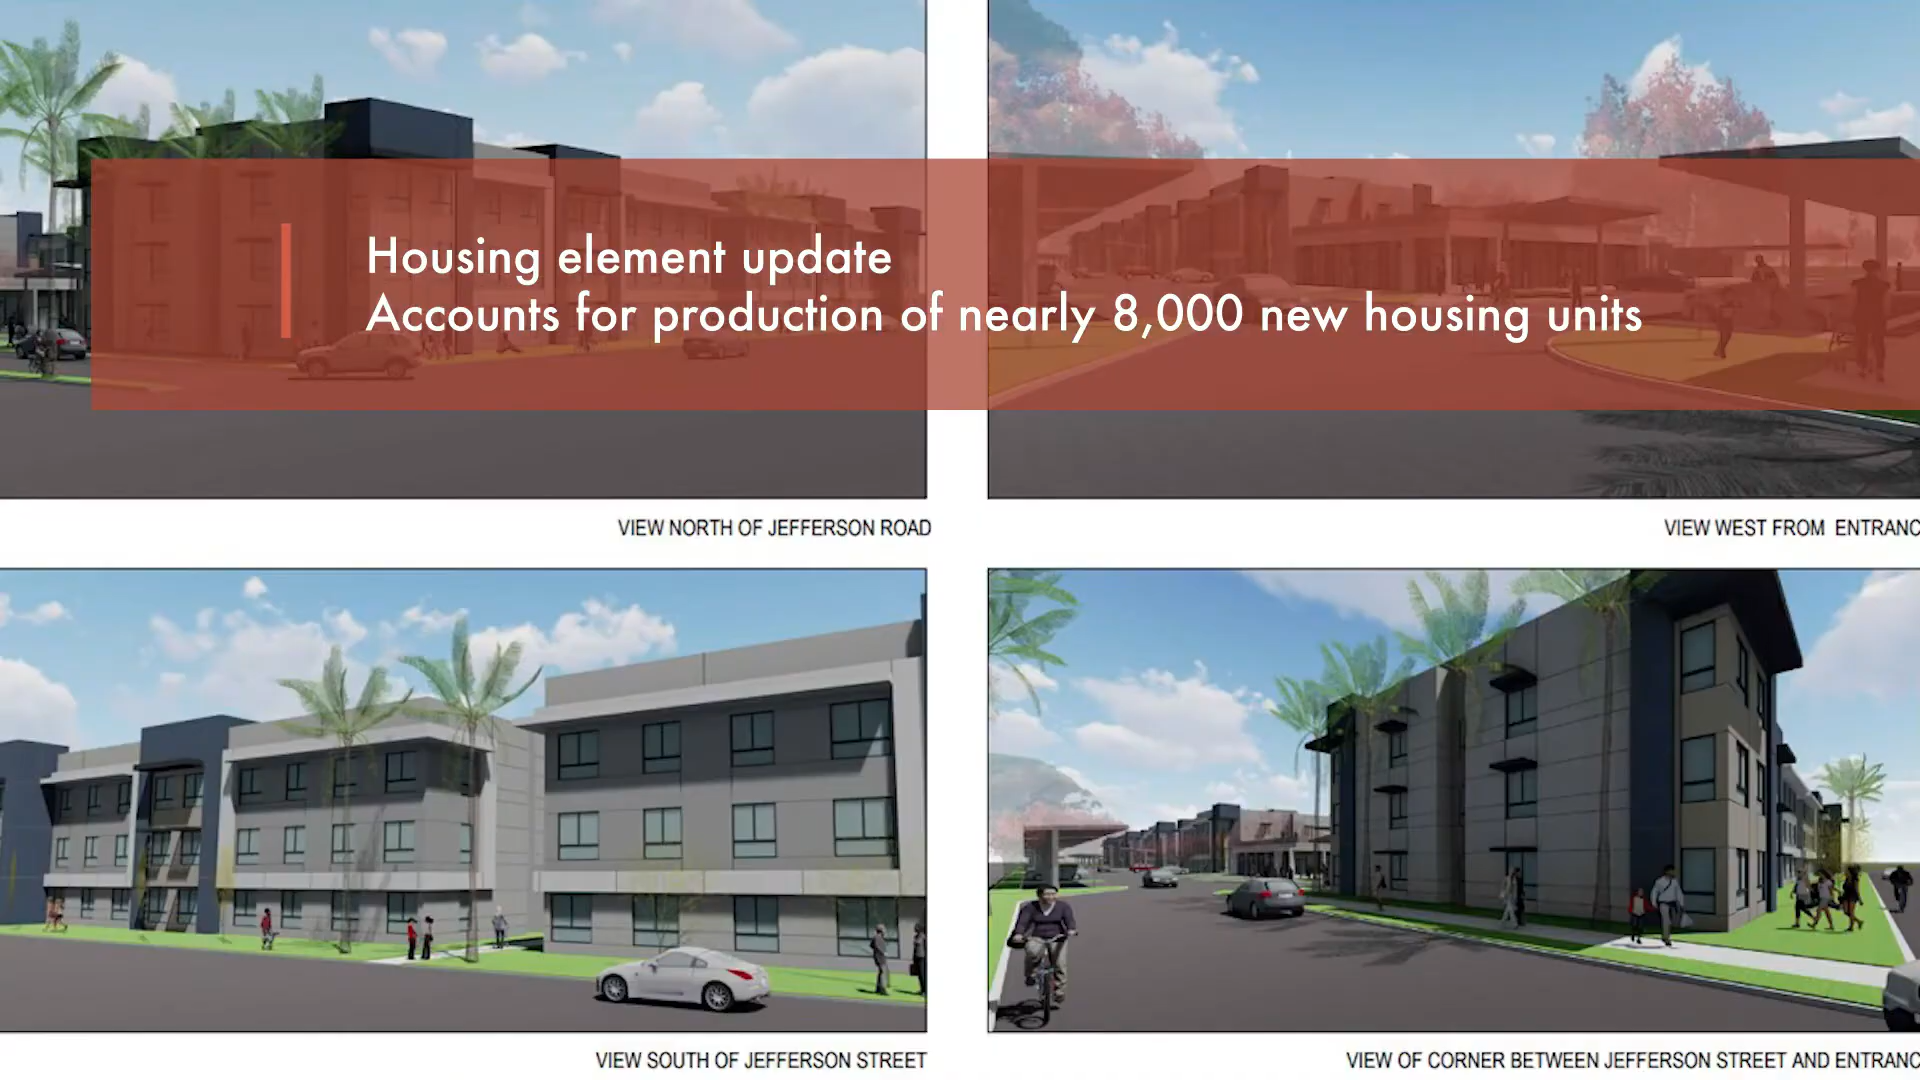 Housing element update
Accounts for production of nearly 8,000 new housing units
VIEW NORTH OF JEFFERSON ROAD
VIEW WEST FROM ENTRANC
VIEW SOUTH OF JEFFERSON STREET
VIEW OF CORNER BETWEEN JEFFERSON STREET AND ENTRANC